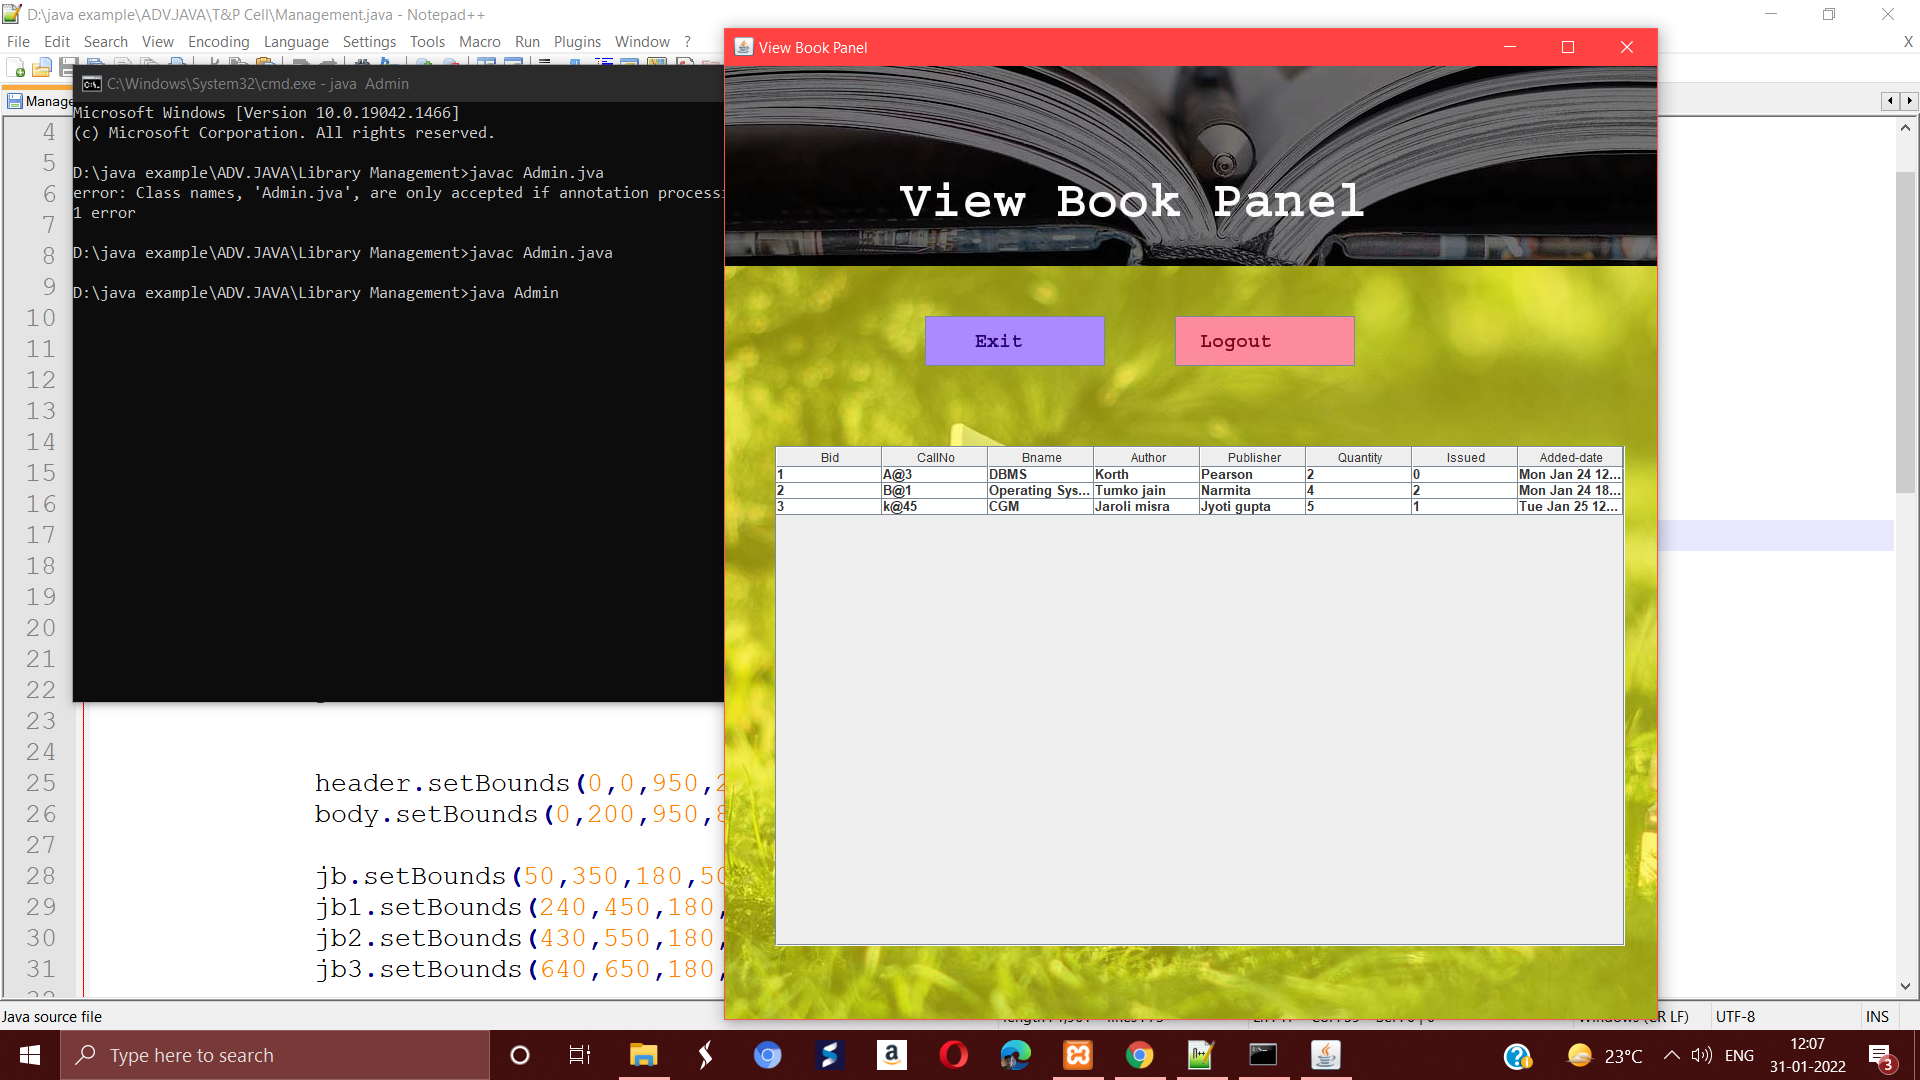 D:\java example\ADV.JAVA\T&P Cell\Management.java - Notepad++
File Edit Search View Encoding Language Settings Tools Macro Run Plugins Window ?
X
Manage
C:\Windows\System32\cmd.exe - java  Admin
Microsoft Windows [Version 10.0.19042.1466]
(c) Microsoft Corporation. All rights reserved.
D:\java example\ADV.JAVA\Library Management>javac Admin.jva
error: Class names, 'Admin.jva', are only accepted if annotation processi
1 error
D:\java example\ADV.JAVA\Library Management>javac Admin.java
D:\java example\ADV.JAVA\Library Management>java Admin
4
5
6
7
8
9
10
11
12
13
14
15
16
17
18
19
20
21
22
23
24
25 header.setBounds(0,0,950,2
26 body.setBounds(0,200,950,8
27
28 jb.setBounds(50,350,180,50
29 jb1.setBounds(240,450,180,
30 jb2.setBounds(430,550,180,
31 jb3.setBounds(640,650,180,
View Book Panel
View Book Panel
Exit Logout
Bid CallNo Bname Author Publisher Quantity Issued Added-date
1 A@3 DBMS Korth Pearson 2 0 Mon Jan 24 12...
2 B@1 Operating Sys... Tumko jain Narmita 4 2 Mon Jan 24 18...
3 k@45 CGM Jaroli misra Jyoti gupta 5 1 Tue Jan 25 12...
Java source file
UTF-8 INS
Type here to search
23°C ENG
12:07
31-01-2022
3